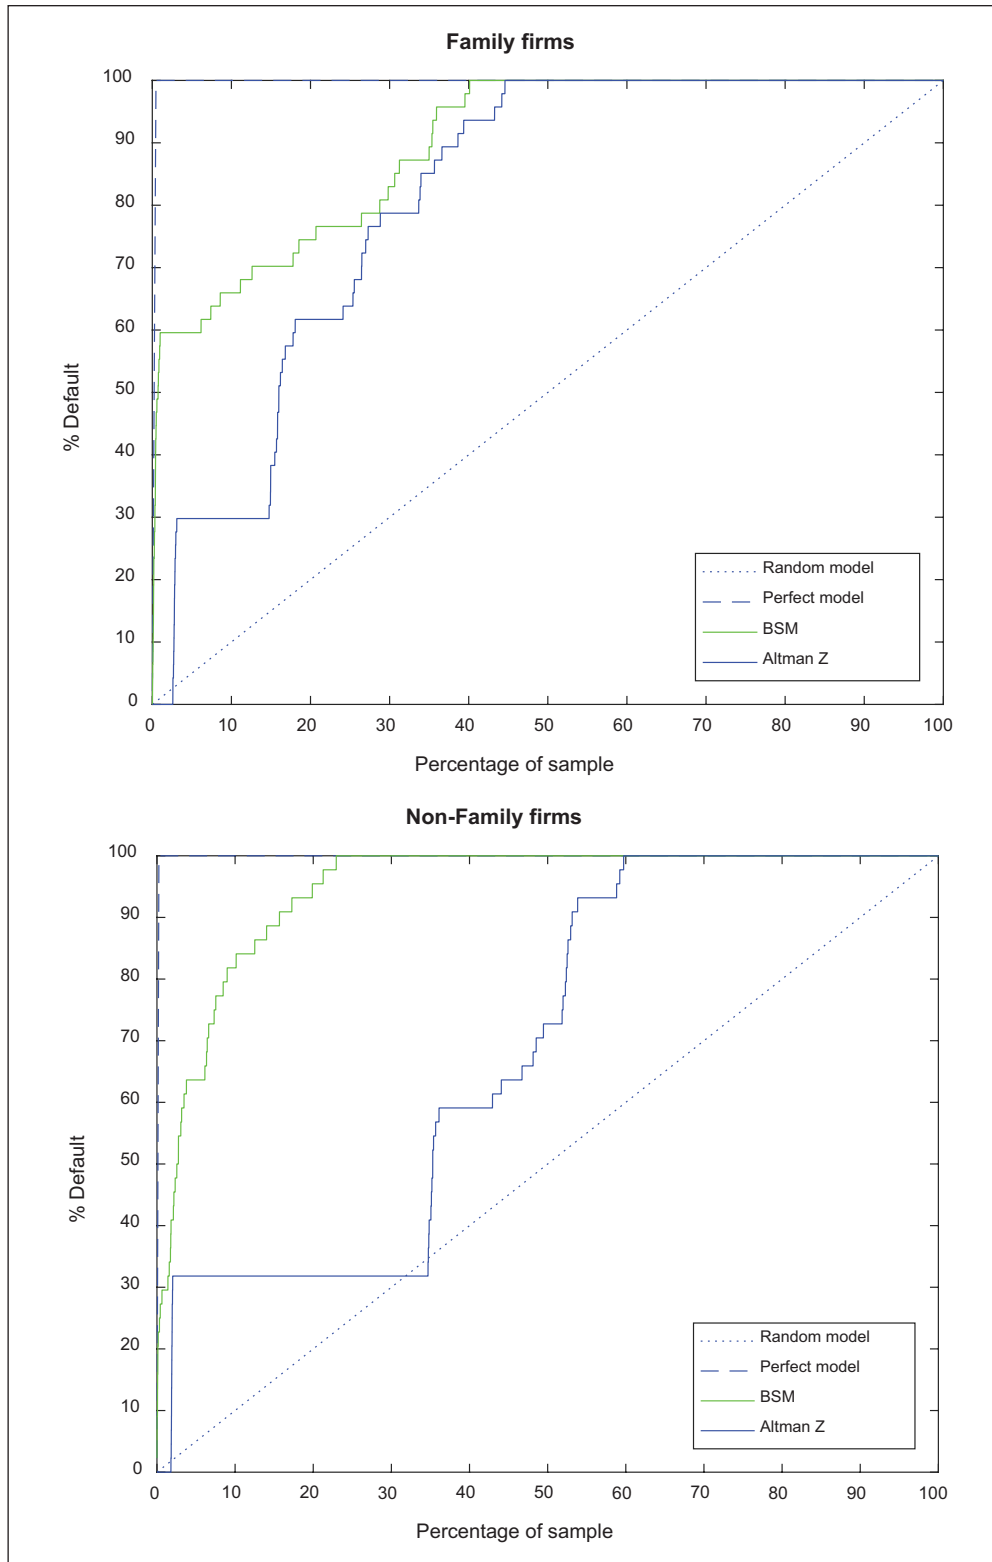 Family firms
100
90
80
70
60
50
40
30
20
10
0
% Default
Random model
Perfect model
BSM
Altman Z
0 10 20 30 40 50 60 70 80 90 100
Percentage of sample
Non-Family firms
100
90
80
70
60
50
40
30
20
10
0
% Default
Random model
Perfect model
BSM
Altman Z
0 10 20 30 40 50 60 70 80 90 100
Percentage of sample